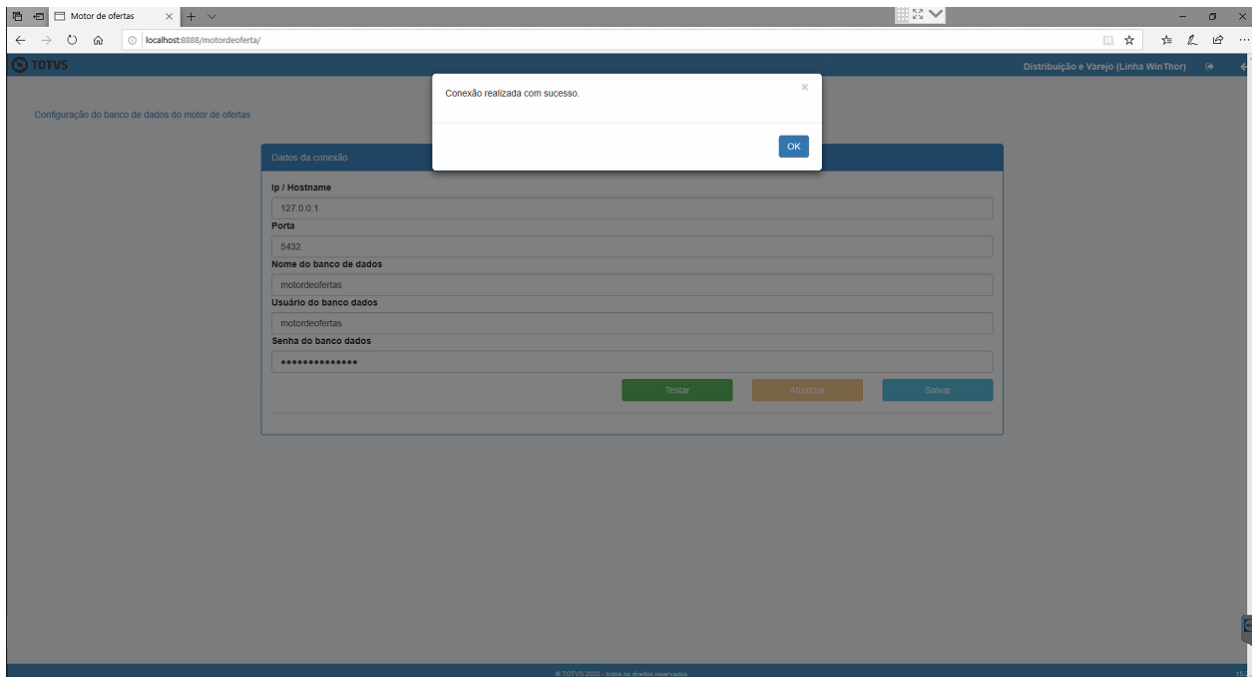 Motor de ofertas
localhost:8888/motordeoferta/
TOTVS
Distribuição e Varejo (Linha WinThor)
Conexão realizada com sucesso.
OK
Configuração do banco de dados do motor de ofertas
Dados da conexão
Ip / Hostname
127.0.0.1
Porta
5432
Nome do banco de dados
motordeofertas
Usuário do banco dados
motordeofertas
Senha do banco dados
Testar
Atualizar
Salvar
© TOTVS 2020 - todos os direitos reservados